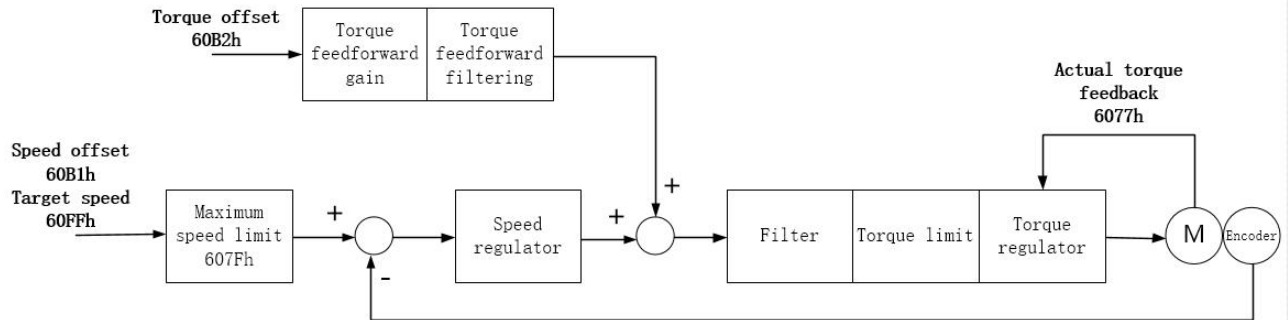 Torque offset
60B2h
Torque
feedforward
gain
Torque
feedforward
filtering
Actual torque
feedback
6077h
Speed offset
60B1h
Target speed
60FFh
Maximum
speed limit
607Fh
+
-
Speed
regulator
+
+
Filter
Torque limit
Torque
regulator
M
Encoder